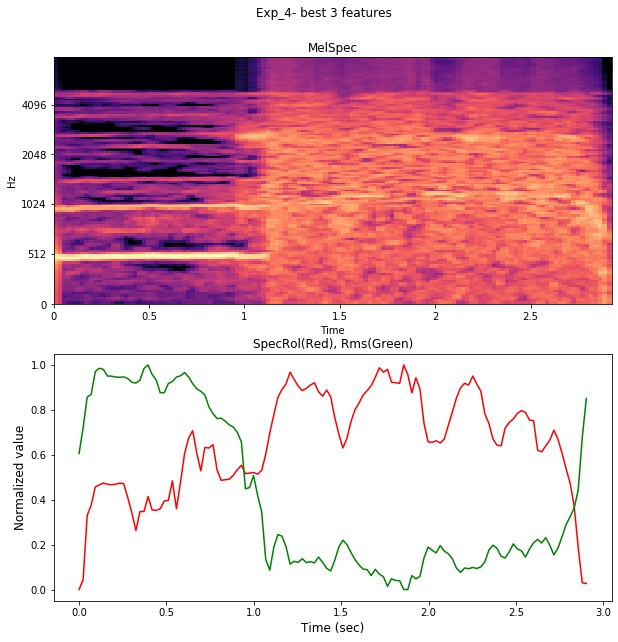 Exp_4- best 3 features
MelSpec
4096
2048
1024
512
0
Hz
0 0.5 1 1.5 2 2.5
Time
SpecRol(Red), Rms(Green)
1.0
0.8
0.6
0.4
0.2
0.0
Normalized value
0.0 0.5 1.0 1.5 2.0 2.5 3.0
Time (sec)